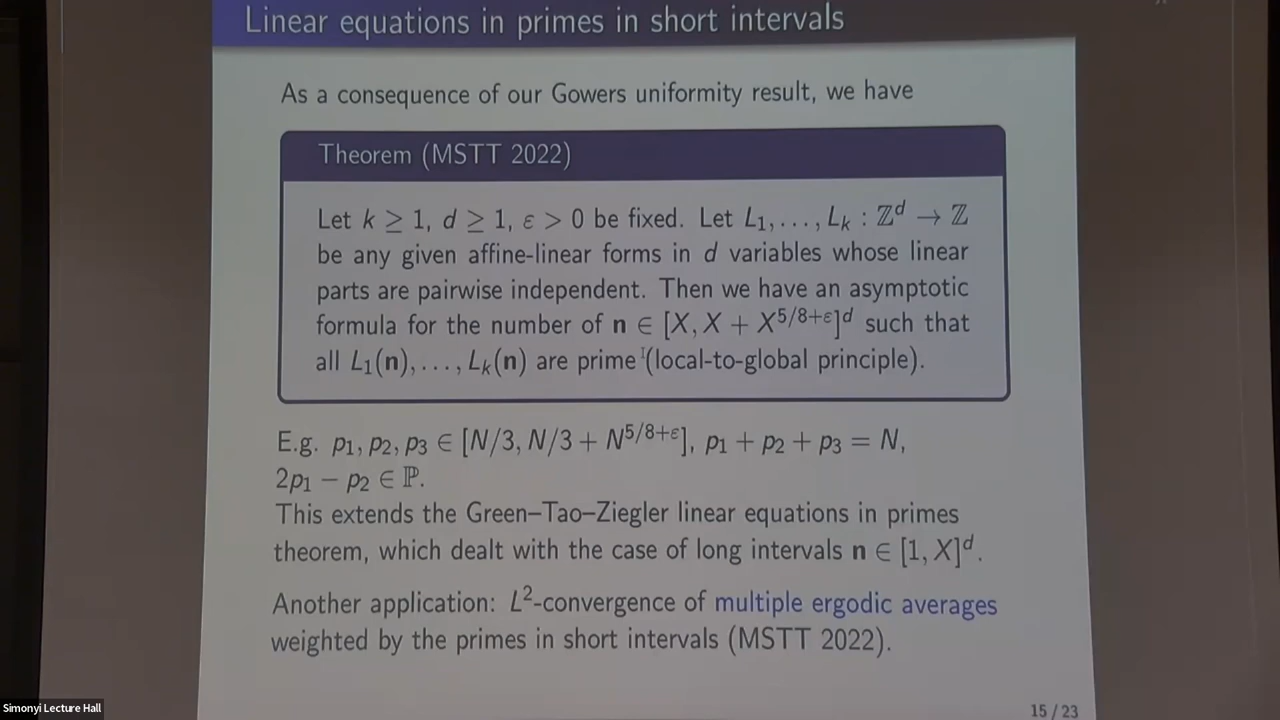 Linear equations in primes in short intervals
As a consequence of our Gowers uniformity result, we have
Theorem (MSTT 2022)
Let k ≥ 1, d ≥ 1, ε > 0 be fixed. Let L₁, . . . , Lₖ : ℤᵈ → ℤ
be any given affine-linear forms in d variables whose linear
parts are pairwise independent. Then we have an asymptotic
formula for the number of n ∈ [X, X + X^{5/8+ε}]ᵈ such that
all L₁(n), . . . , Lₖ(n) are prime (local-to-global principle).
E.g. p₁, p₂, p₃ ∈ [N/3, N/3 + N^{5/8+ε}], p₁ + p₂ + p₃ = N,
2p₁ − p₂ ∈ ℙ.
This extends the Green–Tao–Ziegler linear equations in primes
theorem, which dealt with the case of long intervals n ∈ [1, X]ᵈ.
Another application: L²-convergence of multiple ergodic averages
weighted by the primes in short intervals (MSTT 2022).
15 / 23
Simonyi Lecture Hall